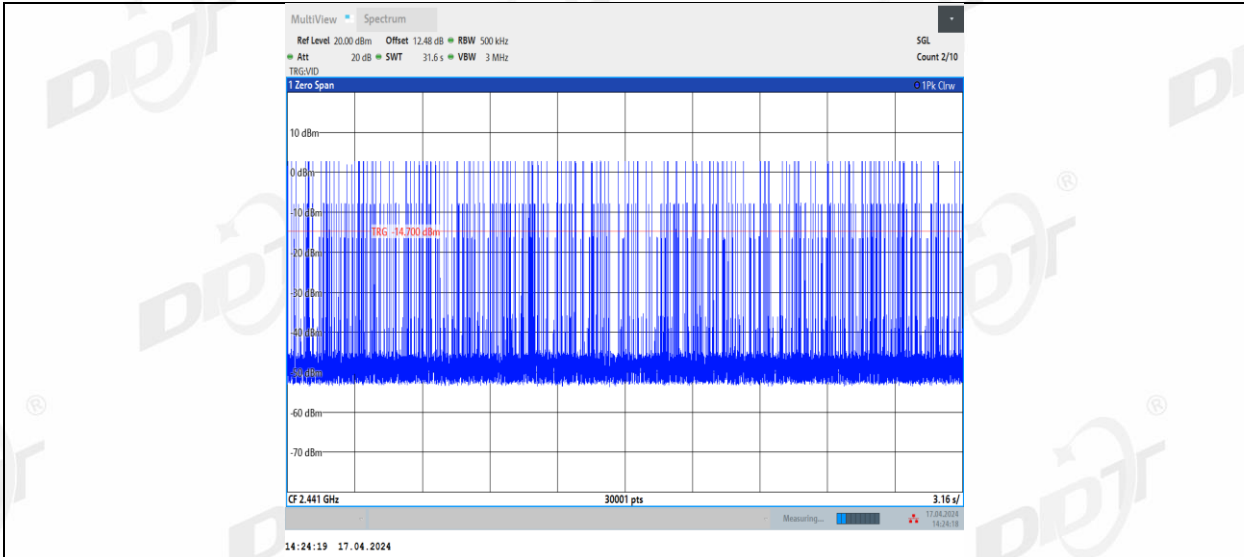 MultiView Spectrum
Ref Level 20.00 dBm Offset 12.48 dB RBW 500 kHz SGL
Att 20 dB SWT 31.6 s VBW 3 MHz Count 2/10
TRG:VID
1 Zero Span 1Pk Clrw
10 dBm
0 dBm
-10 dBm
TRG -14.700 dBm
-20 dBm
-30 dBm
-40 dBm
-50 dBm
-60 dBm
-70 dBm
CF 2.441 GHz 30001 pts 3.16 s/
Measuring... 17.04.2024
14:24:18
14:24:19 17.04.2024
DDT
®